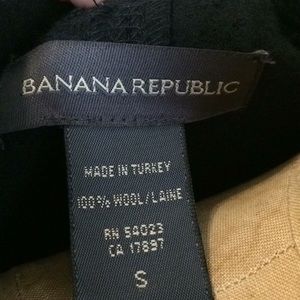 BANANA REPUBLIC
MADE IN TURKEY
100% WOOL/LAINE
RN 54023
CA 17897
S